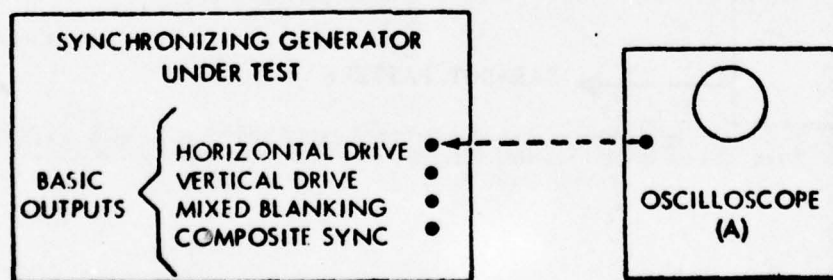 SYNCHRONIZING GENERATOR
UNDER TEST
BASIC
OUTPUTS
HORIZONTAL DRIVE
VERTICAL DRIVE
MIXED BLANKING
COMPOSITE SYNC
OSCILLOSCOPE
(A)